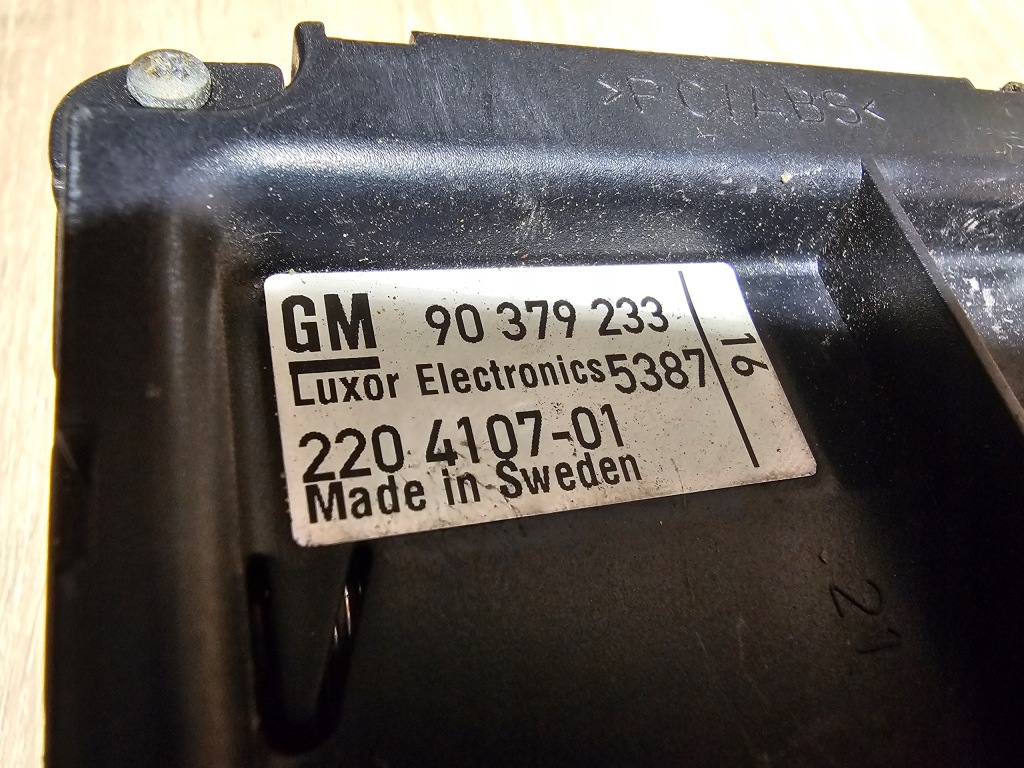 >PC/ABS<
GM 90 379 233
Luxor Electronics 5387
16
220 4107-01
Made in Sweden
21